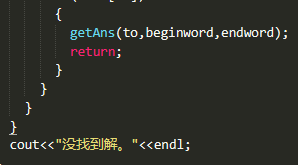 {
getAns(to,beginword,endword);
return;
}
}
}
}
cout<<"没找到解。"<<endl;